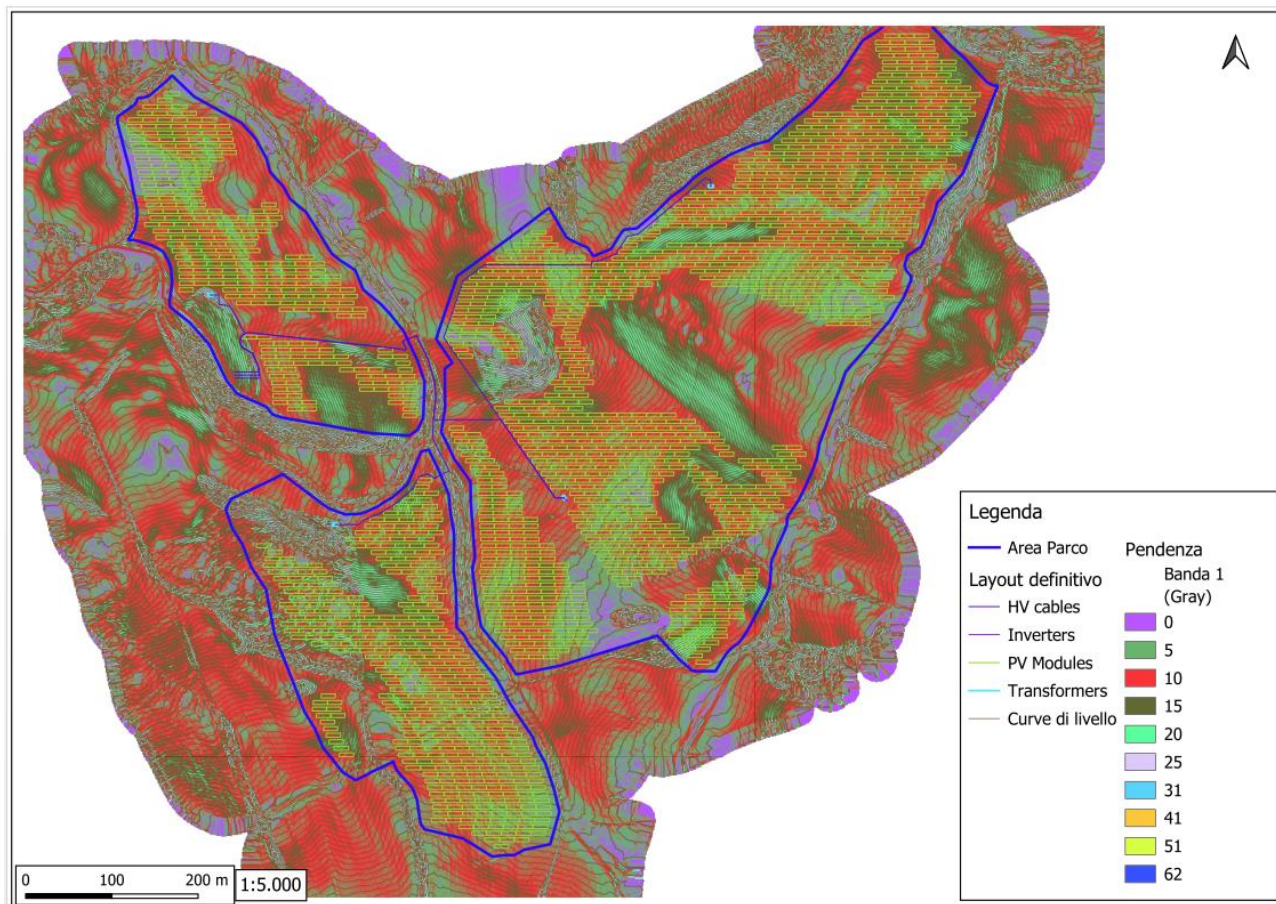 Legenda
Area Parco
Layout definitivo
HV cables
Inverters
PV Modules
Transformers
Curve di livello
Pendenza
Banda 1
(Gray)
0
5
10
15
20
25
31
41
51
62
0 100 200 m
1:5.000